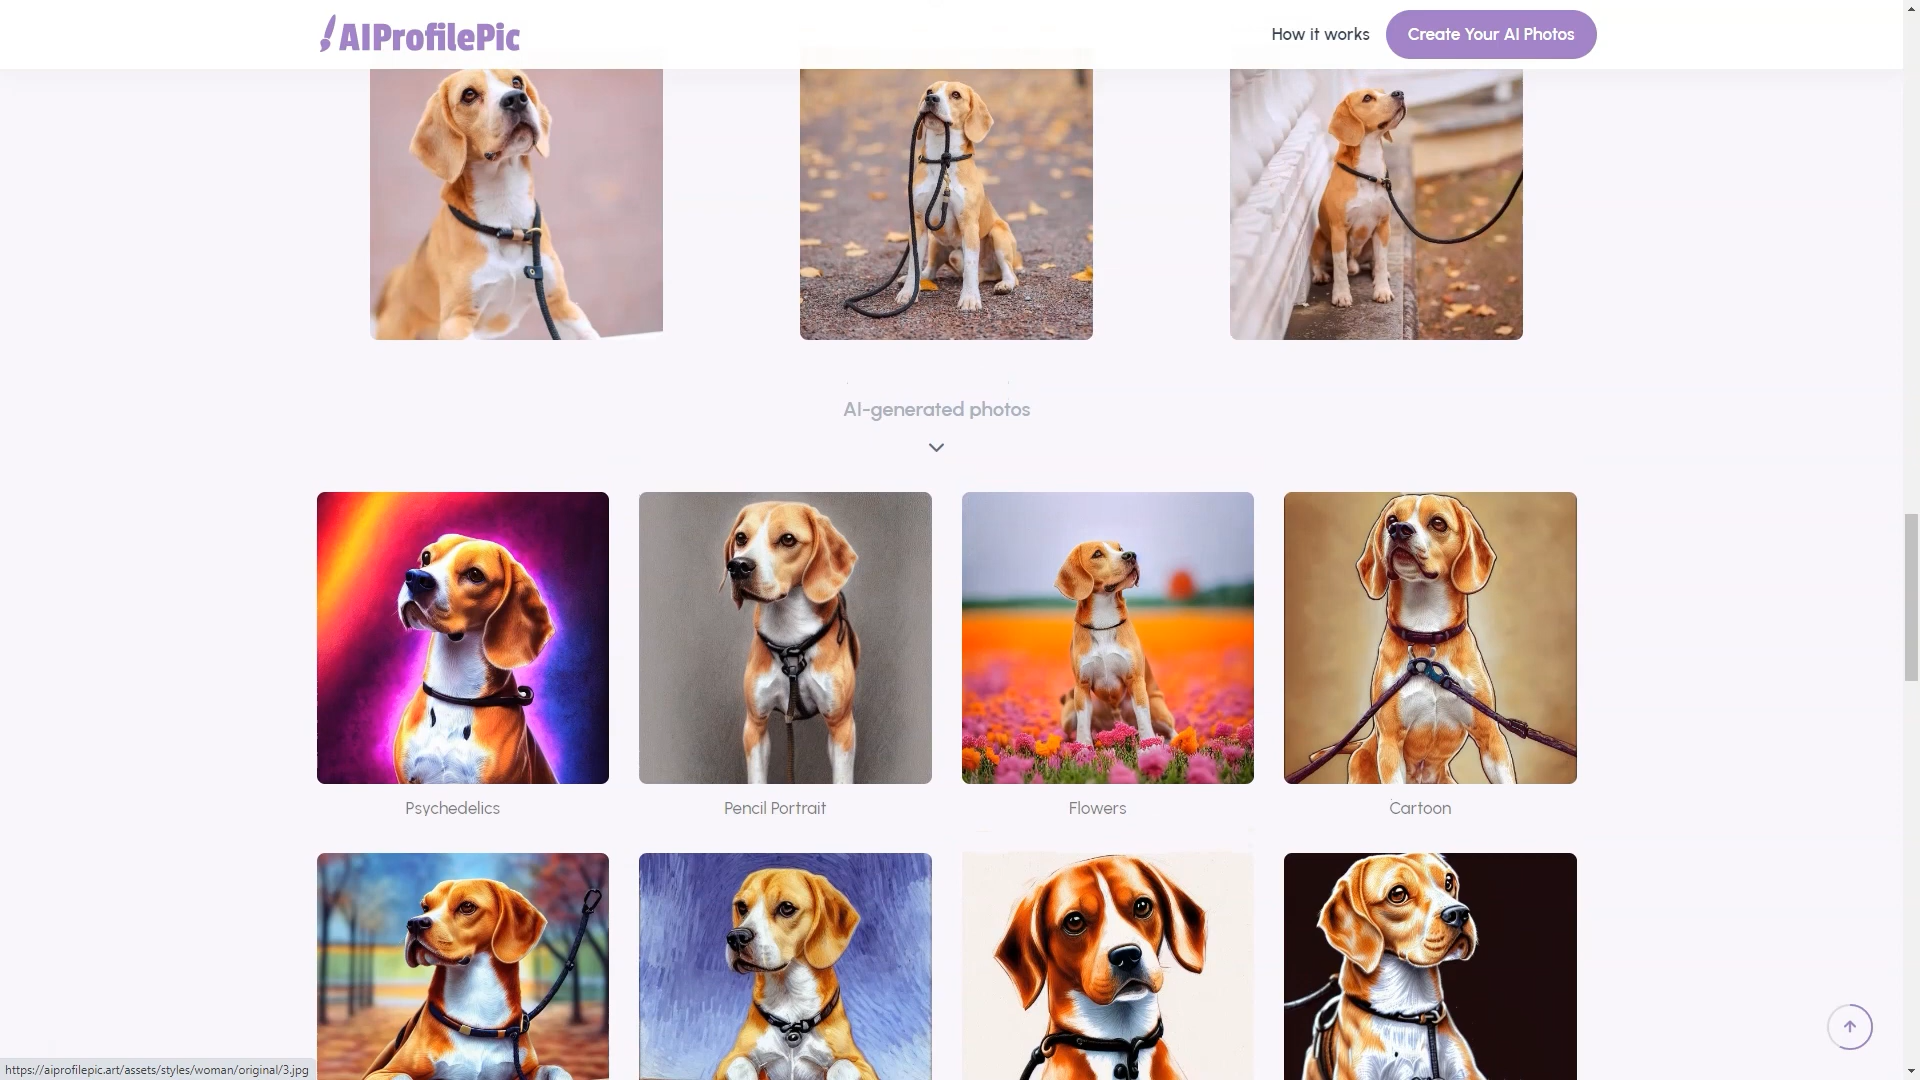 AIProfilePic
How it works
Create Your AI Photos
AI-generated photos
Psychedelics
Pencil Portrait
Flowers
Cartoon
https://aiprofilepic.art/assets/styles/woman/original/3.jpg